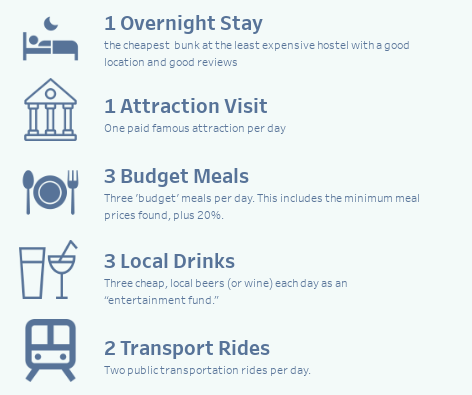 1 Overnight Stay
the cheapest bunk at the least expensive hostel with a good
location and good reviews
1 Attraction Visit
One paid famous attraction per day
3 Budget Meals
Three ‘budget’ meals per day. This includes the minimum meal
prices found, plus 20%.
3 Local Drinks
Three cheap, local beers (or wine) each day as an
“entertainment fund.”
2 Transport Rides
Two public transportation rides per day.